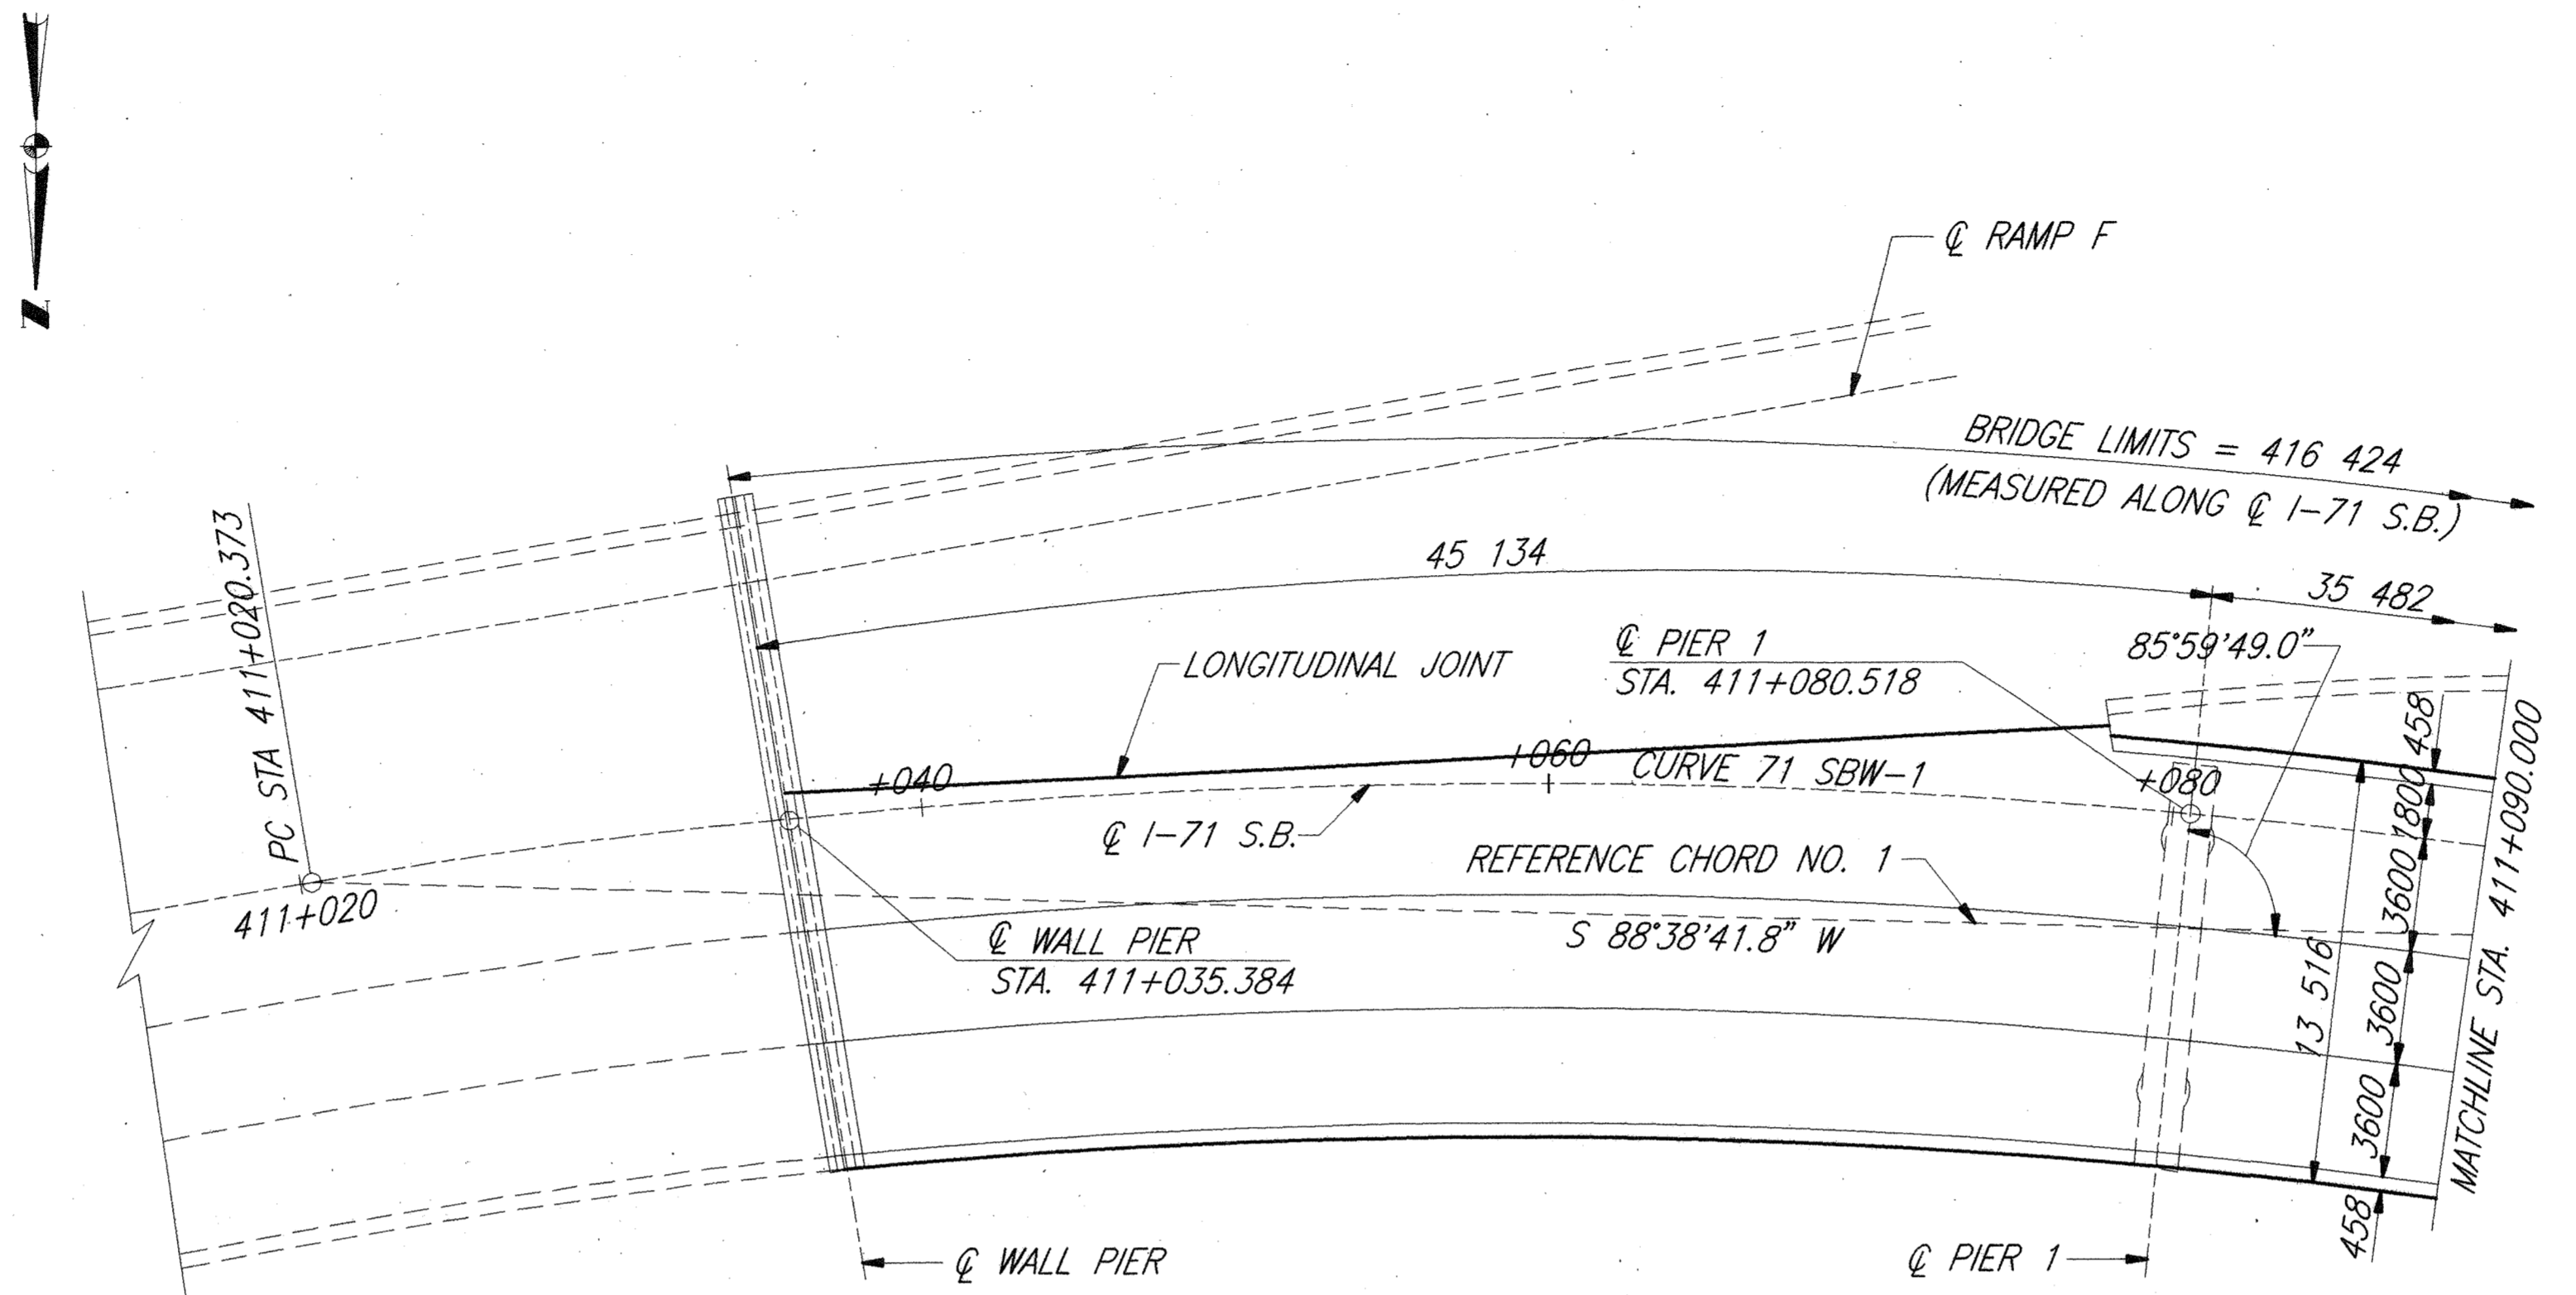 N
℄ RAMP F
BRIDGE LIMITS = 416 424
(MEASURED ALONG ℄ I-71 S.B.)
45 134
35 482
PC STA 411+020.373
LONGITUDINAL JOINT
℄ PIER 1
STA. 411+080.518
85°59'49.0"
458
+040
+060
CURVE 71 SBW-1
+080
1800
℄ I-71 S.B.
REFERENCE CHORD NO. 1
3600
411+020
℄ WALL PIER
STA. 411+035.384
S 88°38'41.8" W
13 516
3600
3600
MATCHLINE STA. 411+090.000
458
℄ WALL PIER
℄ PIER 1